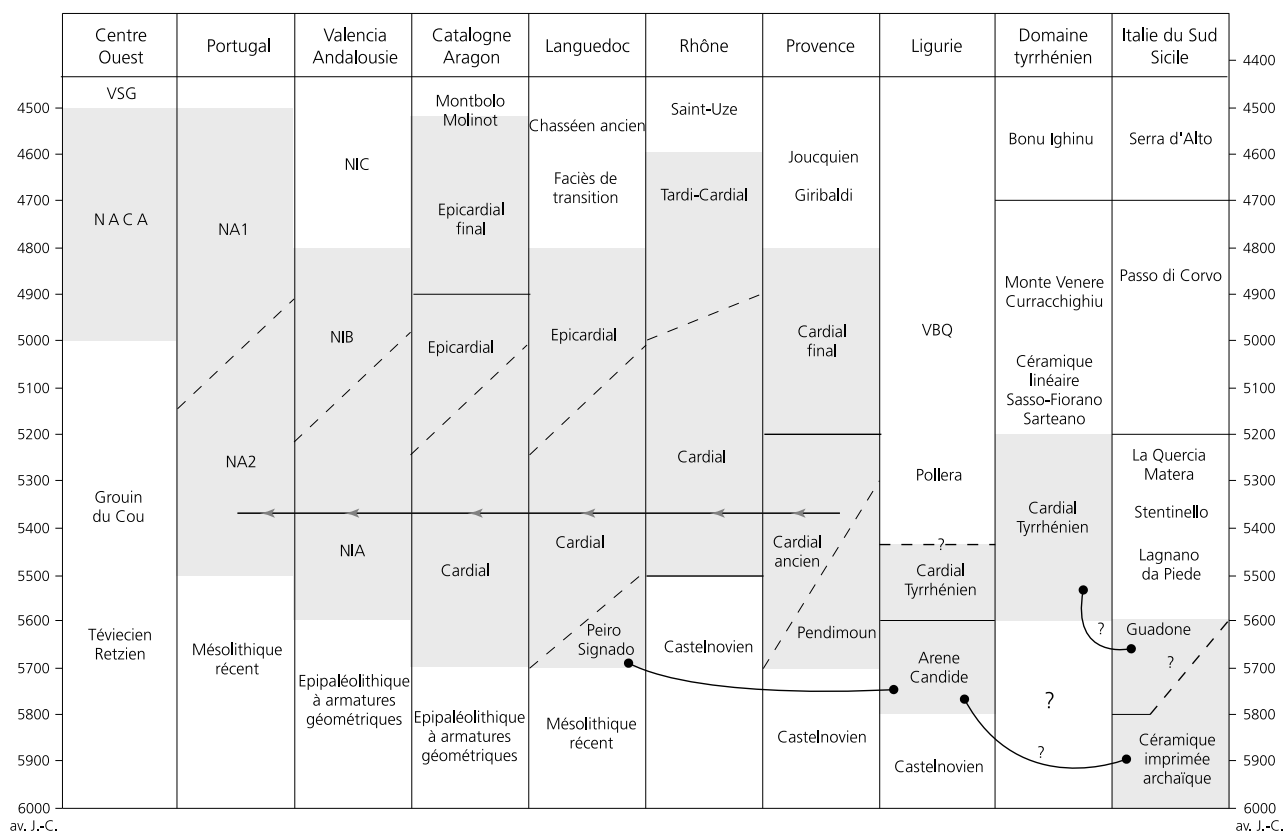 Centre
Ouest
Portugal
Valencia
Andalousie
Catalogne
Aragon
Languedoc
Rhône
Provence
Ligurie
Domaine
tyrrhénien
Italie du Sud
Sicile
4500
4600
4700
4800
4900
5000
5100
5200
5300
5400
5500
5600
5700
5800
5900
6000
av. J.-C.
VSG
N A C A
Grouin
du Cou
Téviecien
Retzien
NA1
NA2
Mésolithique
récent
NIC
NIB
NIA
Epipaléolithique
à armatures
géométriques
Montbolo
Molinot
Epicardial
final
Epicardial
Cardial
Epipaléolithique
à armatures
géométriques
Chasséen ancien
Faciès de
transition
Epicardial
Cardial
Peiro
Signado
Mésolithique
récent
Saint-Uze
Tardi-Cardial
Cardial
Castelnovien
Joucquien
Giribaldi
Cardial
final
Cardial
ancien
Pendimoun
Castelnovien
VBQ
Pollera
?
Cardial
Tyrrhénien
Arene
Candide
Castelnovien
Bonu Ighinu
Monte Venere
Curracchighiu
Céramique
linéaire
Sasso-Fiorano
Sarteano
Cardial
Tyrrhénien
?
?
?
Serra d'Alto
Passo di Corvo
La Quercia
Matera
Stentinello
Lagnano
da Piede
Guadone
?
Céramique
imprimée
archaïque
4400
4500
4600
4700
4800
4900
5000
5100
5200
5300
5400
5500
5600
5700
5800
5900
6000
av. J.-C.